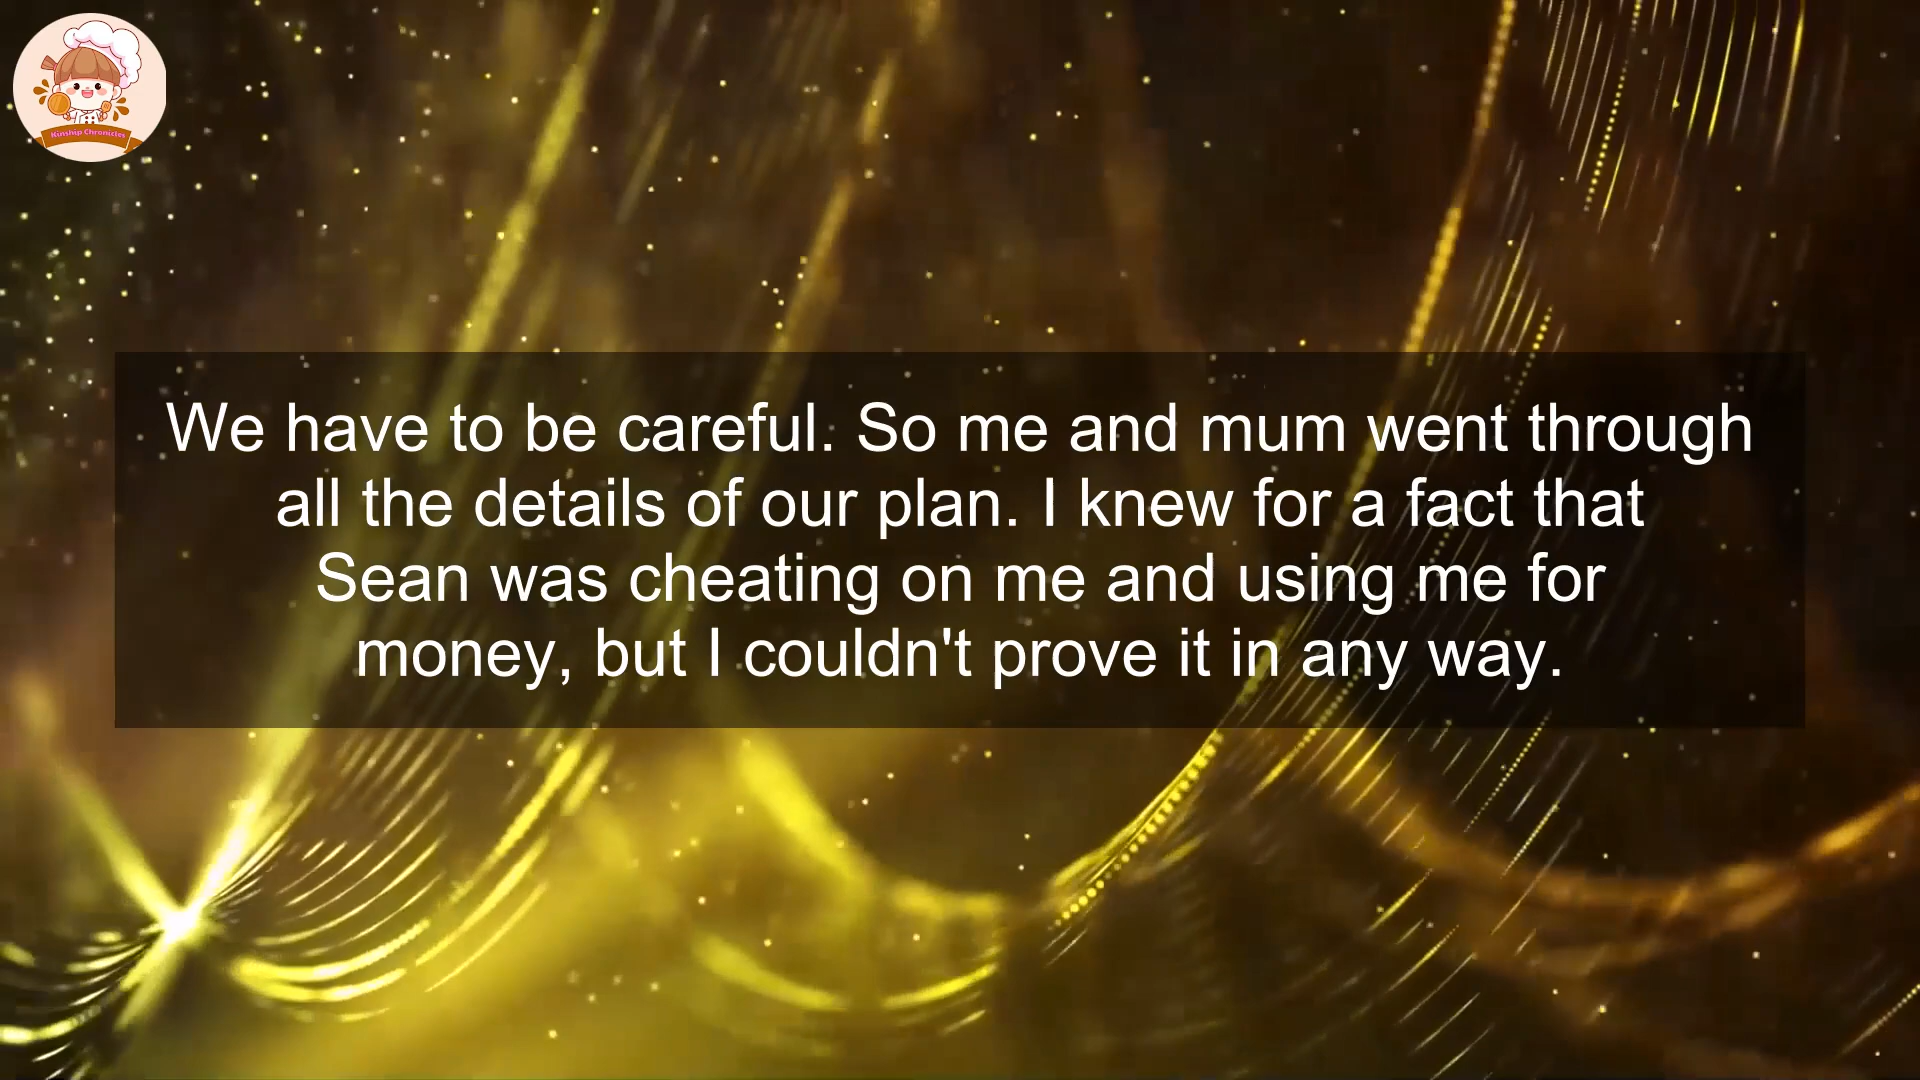 Kinship Chronicles
We have to be careful. So me and mum went through
all the details of our plan. I knew for a fact that
Sean was cheating on me and using me for
money, but I couldn't prove it in any way.